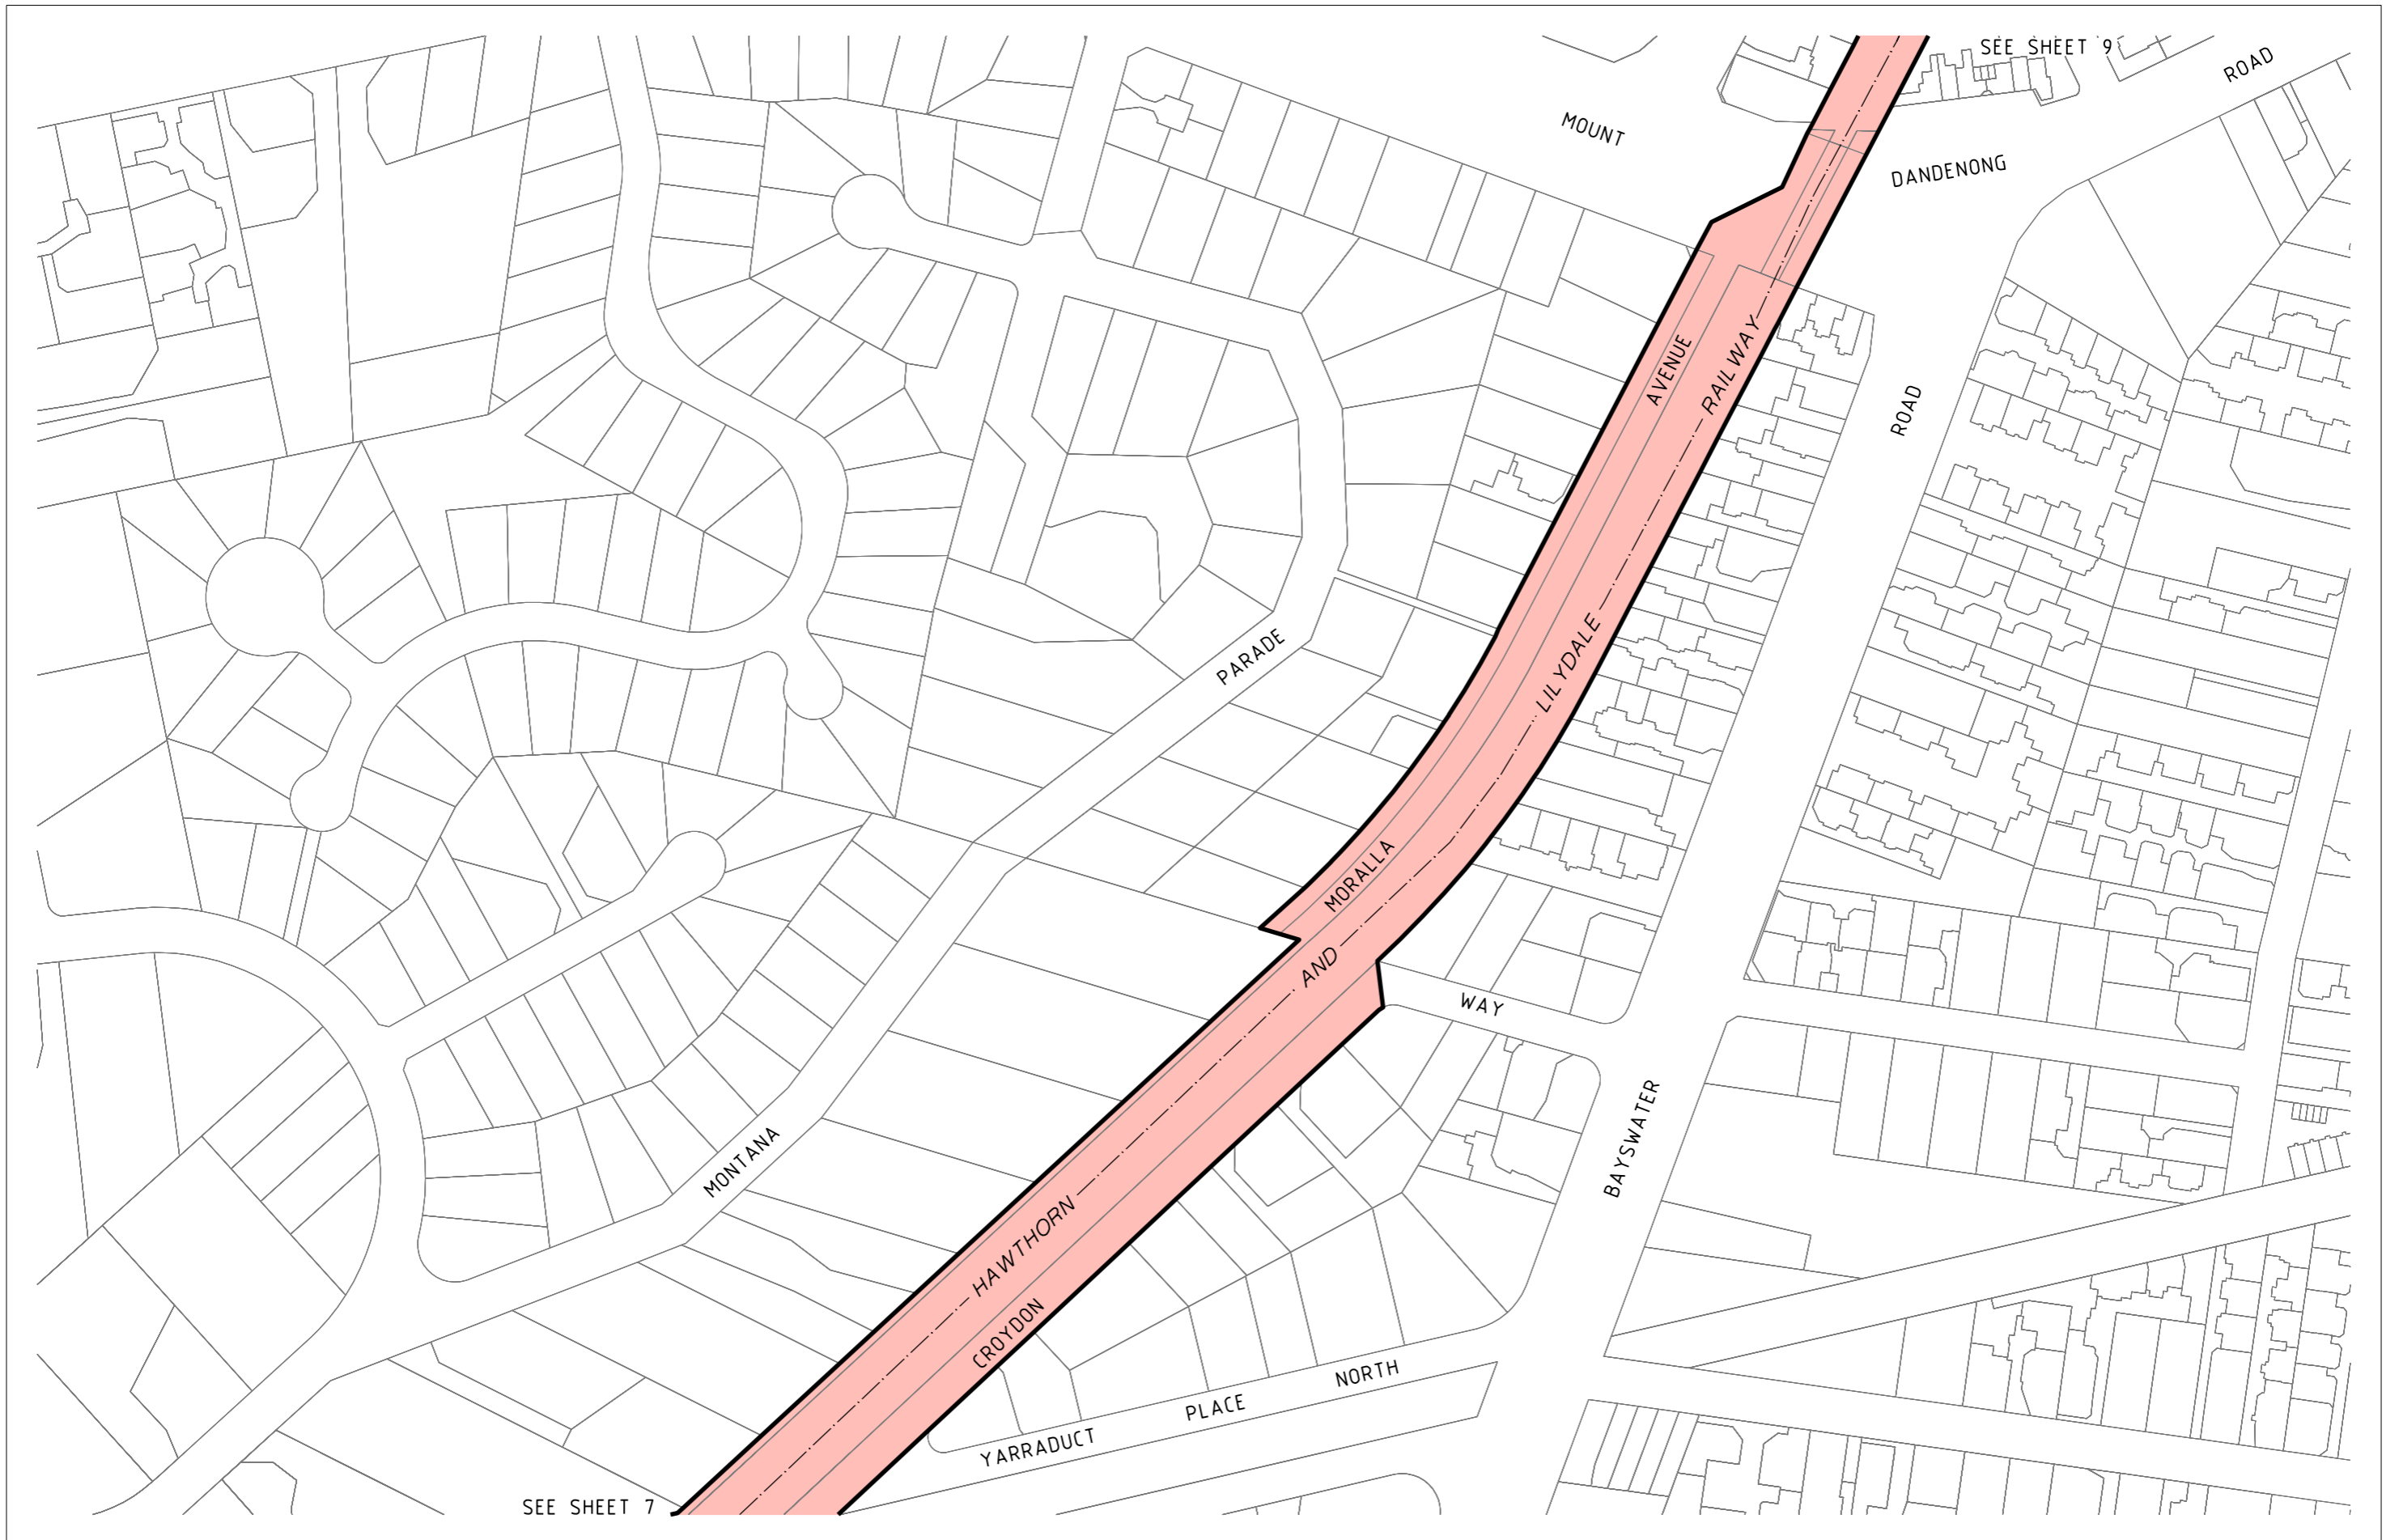 SEE SHEET 9
ROAD
MOUNT
DANDENONG
AVENUE
RAILWAY
ROAD
LILYDALE
PARADE
MORALLA
AND
WAY
BAYSWATER
MONTANA
HAWTHORN
CROYDON
NORTH
PLACE
YARRADUCT
SEE SHEET 7